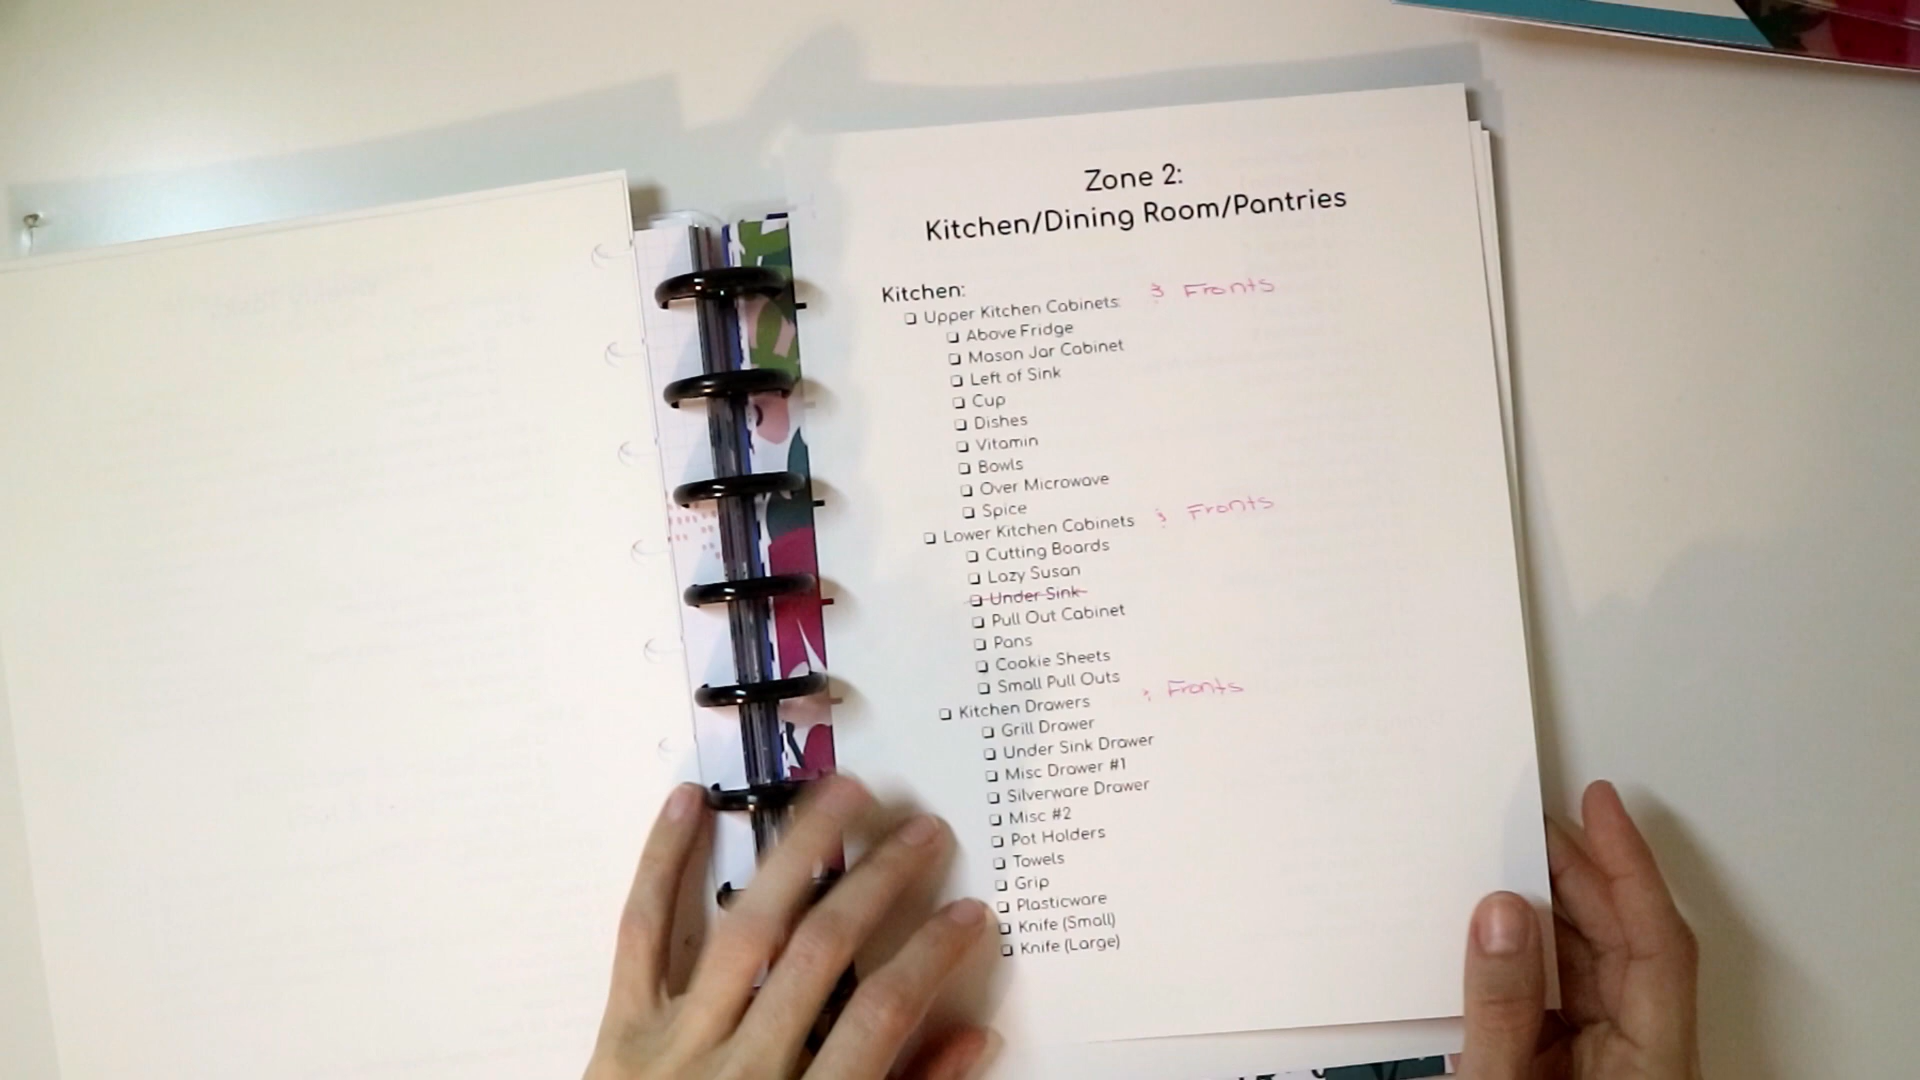 Zone 2:
Kitchen/Dining Room/Pantries
Kitchen:
Upper Kitchen Cabinets & Fronts
Above Fridge
Mason Jar Cabinet
Left of Sink
Cup
Dishes
Vitamin
Bowls
Over Microwave
Spice
Lower Kitchen Cabinets & Fronts
Cutting Boards
Lazy Susan
Under Sink
Pull Out Cabinet
Pans
Cookie Sheets
Small Pull Outs
Kitchen Drawers & Fronts
Grill Drawer
Under Sink Drawer
Misc Drawer #1
Silverware Drawer
Misc #2
Pot Holders
Towels
Grip
Plasticware
Knife (Small)
Knife (Large)